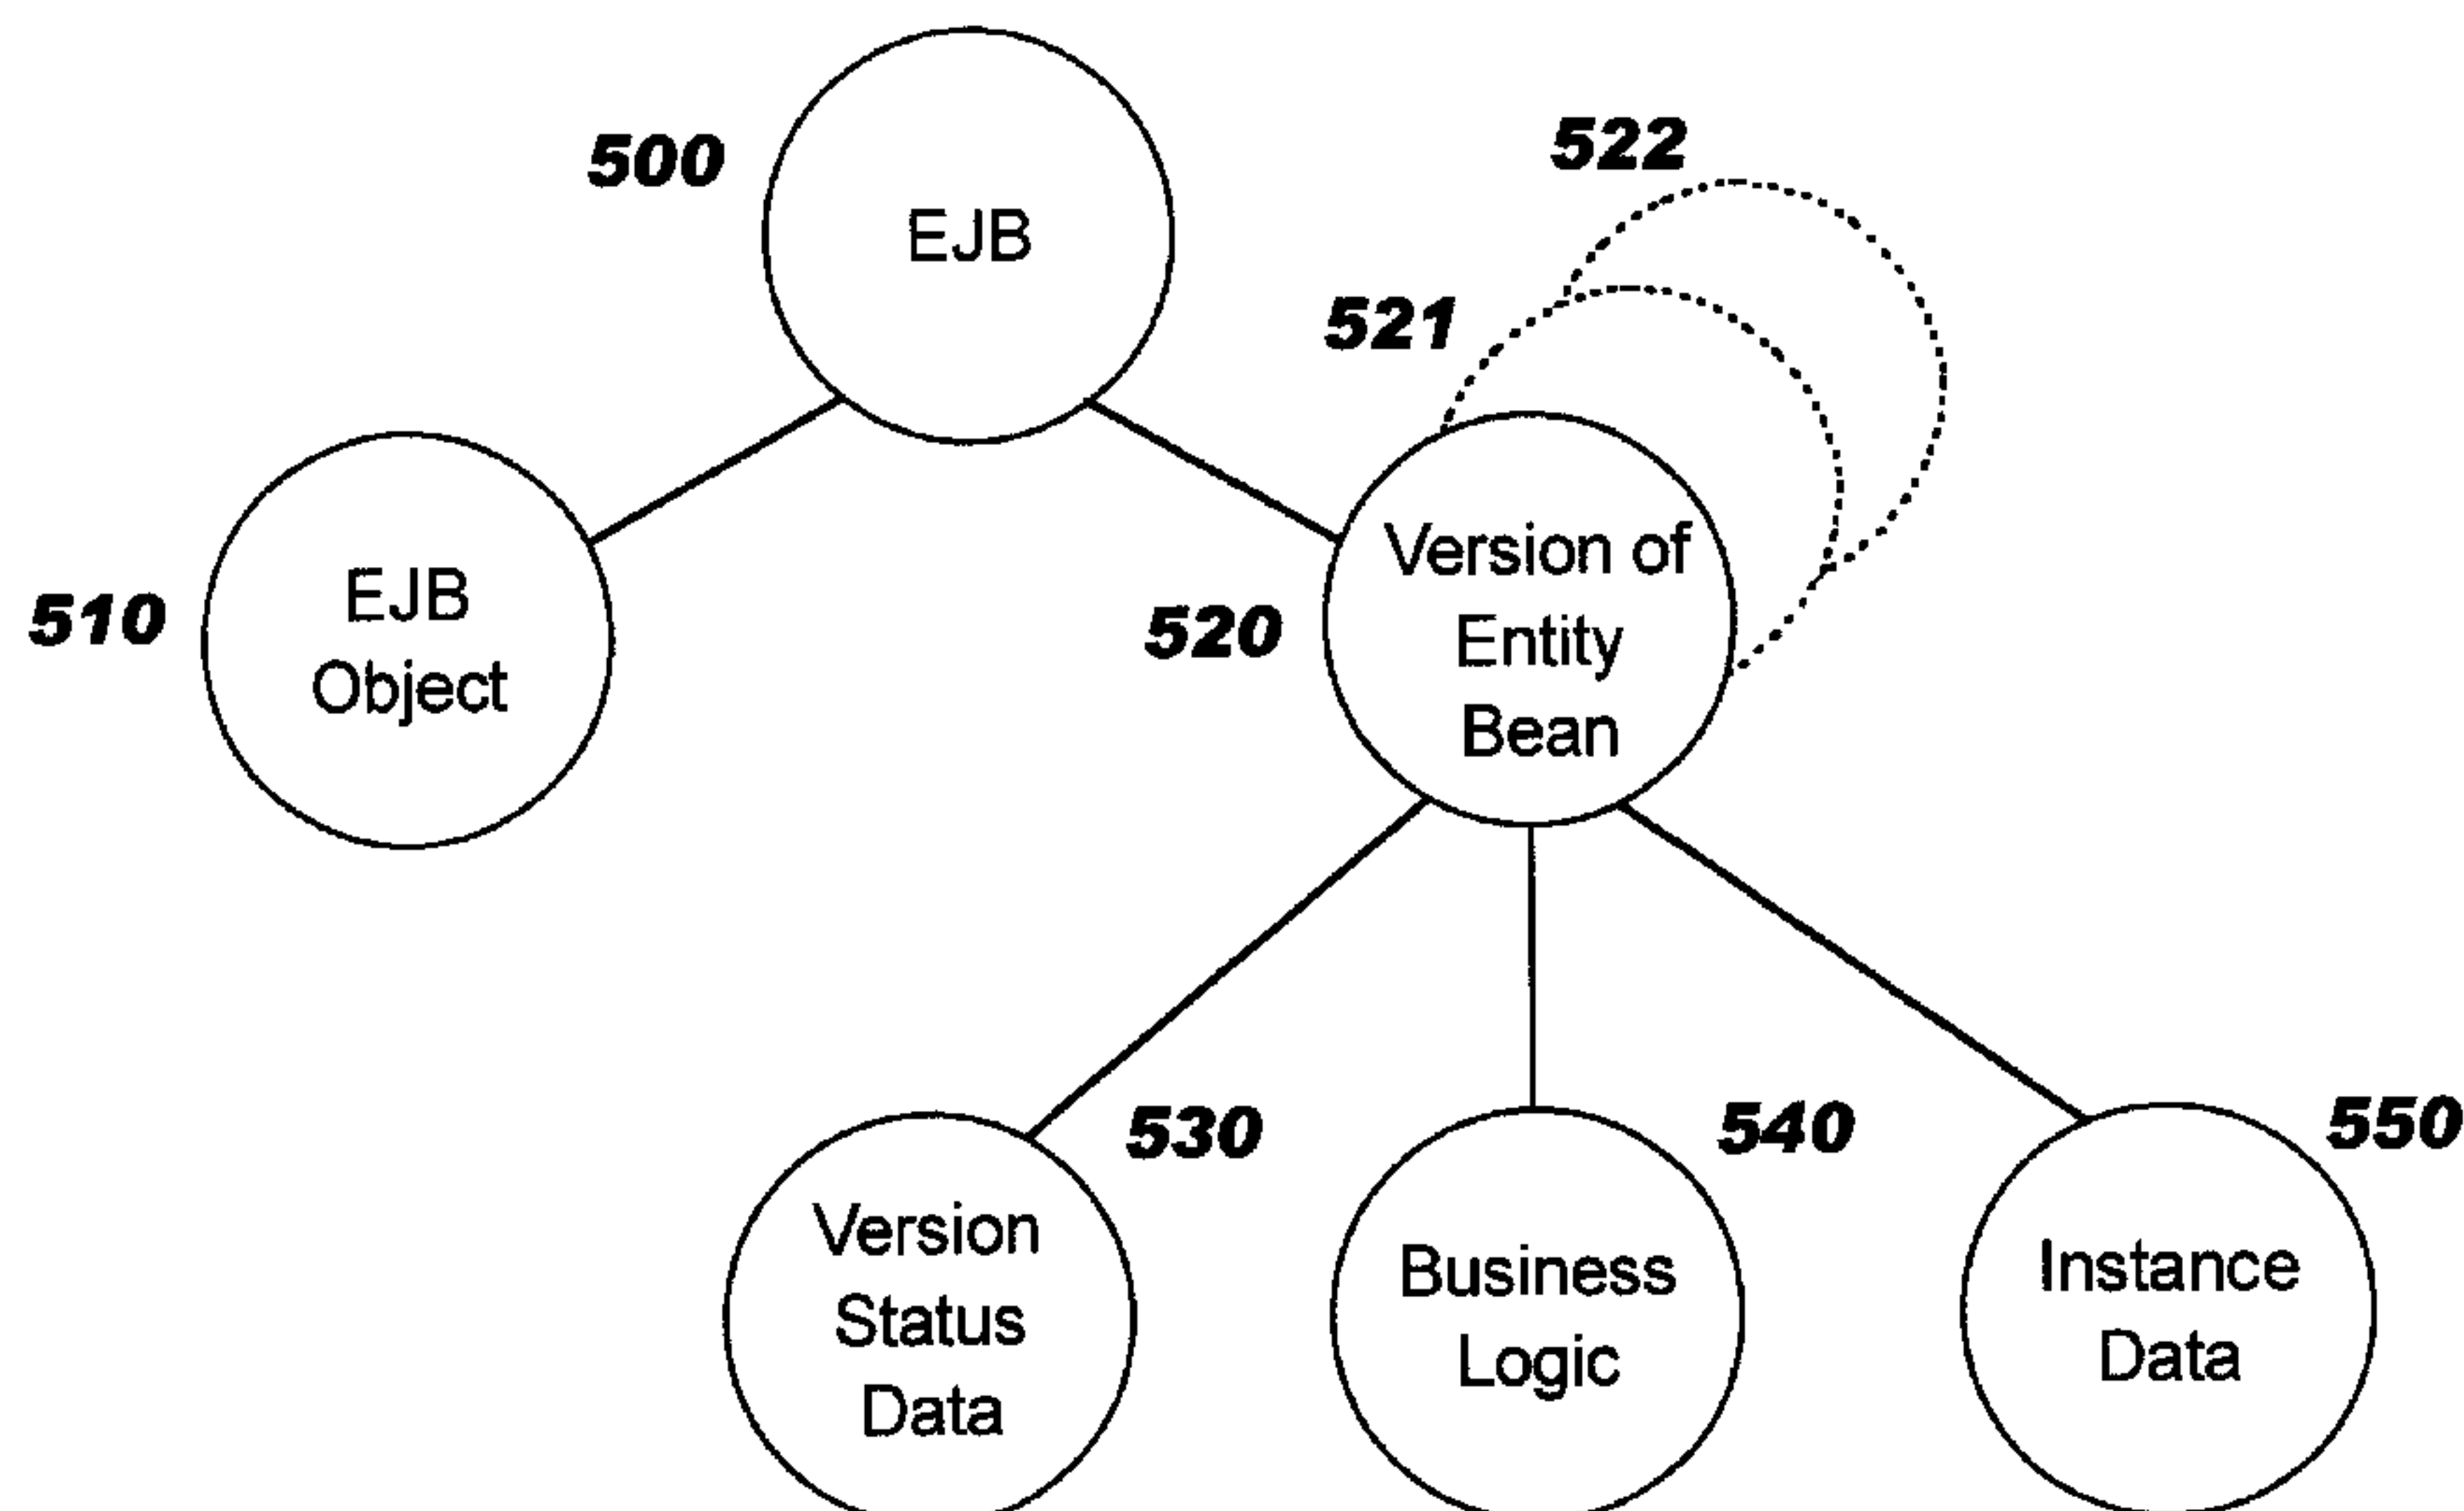 500
EJB
522
521
510
EJB
Object
520
Version of
Entity
Bean
530
Version
Status
Data
540
Business
Logic
550
Instance
Data